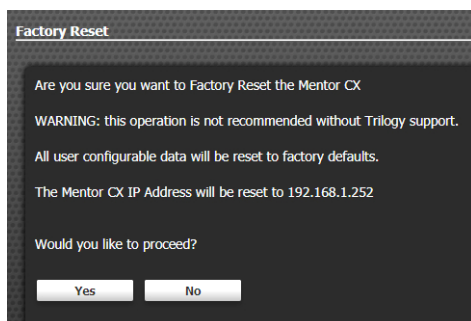 Factory Reset
Are you sure you want to Factory Reset the Mentor CX
WARNING: this operation is not recommended without Trilogy support.
All user configurable data will be reset to factory defaults.
The Mentor CX IP Address will be reset to 192.168.1.252
Would you like to proceed?
Yes No